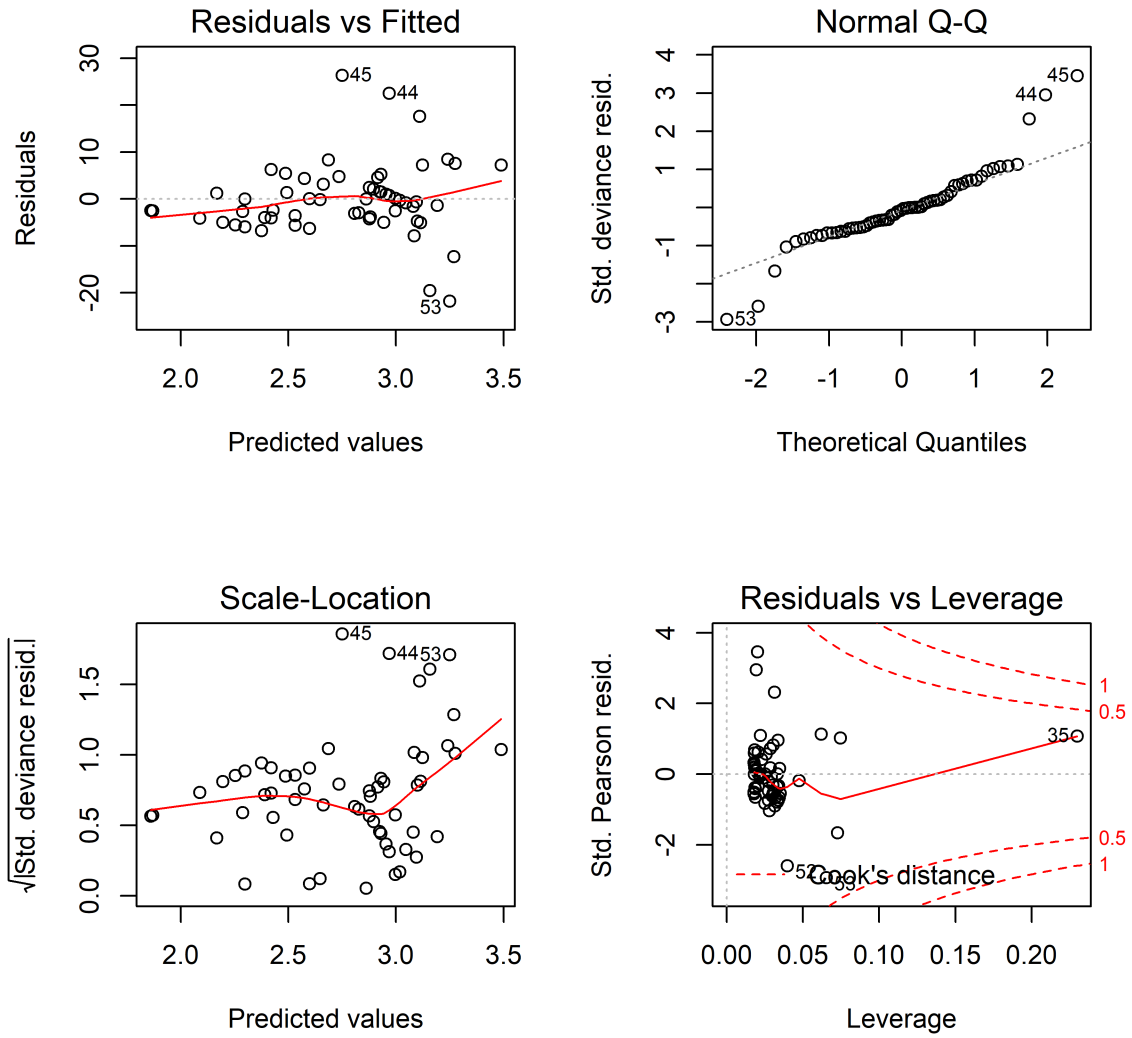 Residuals vs Fitted
Residuals
30
10
0
-20
45
44
53
2.0 2.5 3.0 3.5
Predicted values
Normal Q-Q
Std. deviance resid.
4
3
2
1
-1
-3
45
44
53
-2 -1 0 1 2
Theoretical Quantiles
Scale-Location
√|Std. deviance resid.|
1.5
1.0
0.5
0.0
45
44 53
2.0 2.5 3.0 3.5
Predicted values
Residuals vs Leverage
Std. Pearson resid.
4
2
0
-2
1
0.5
35
0.5
1
52
Cook's distance
53
0.00 0.05 0.10 0.15 0.20
Leverage